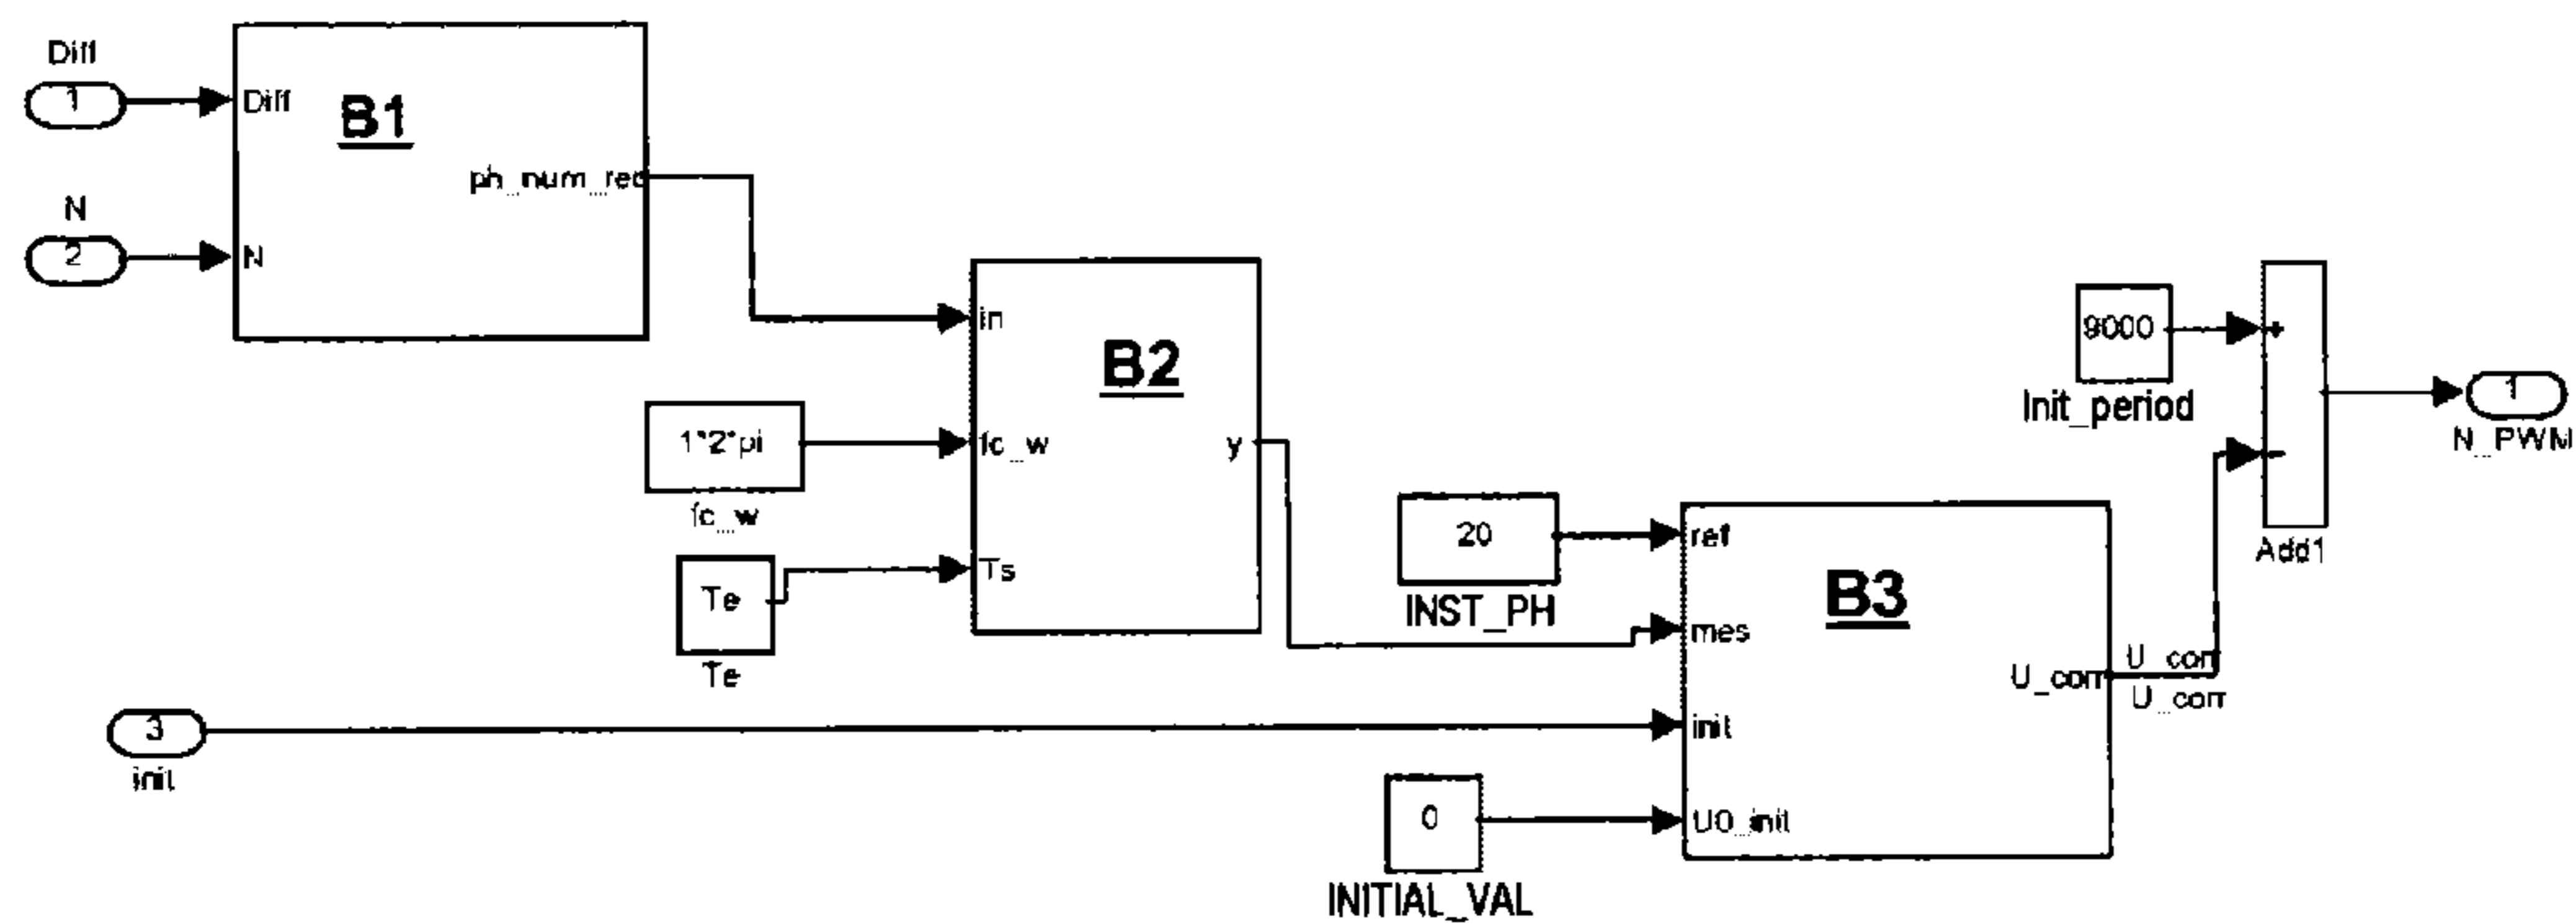 Diff
1
Diff
B1
ph_num_rec
N
2
N
in
B2
1*2*pi
fc_w
fc_w
y
Te
Te
Ts
20
INST_PH
ref
mes
B3
U_corr
U_corr
U_corr
3
init
init
0
INITIAL_VAL
U0_init
9000
Init_period
+
−
Add1
1
N_PWM